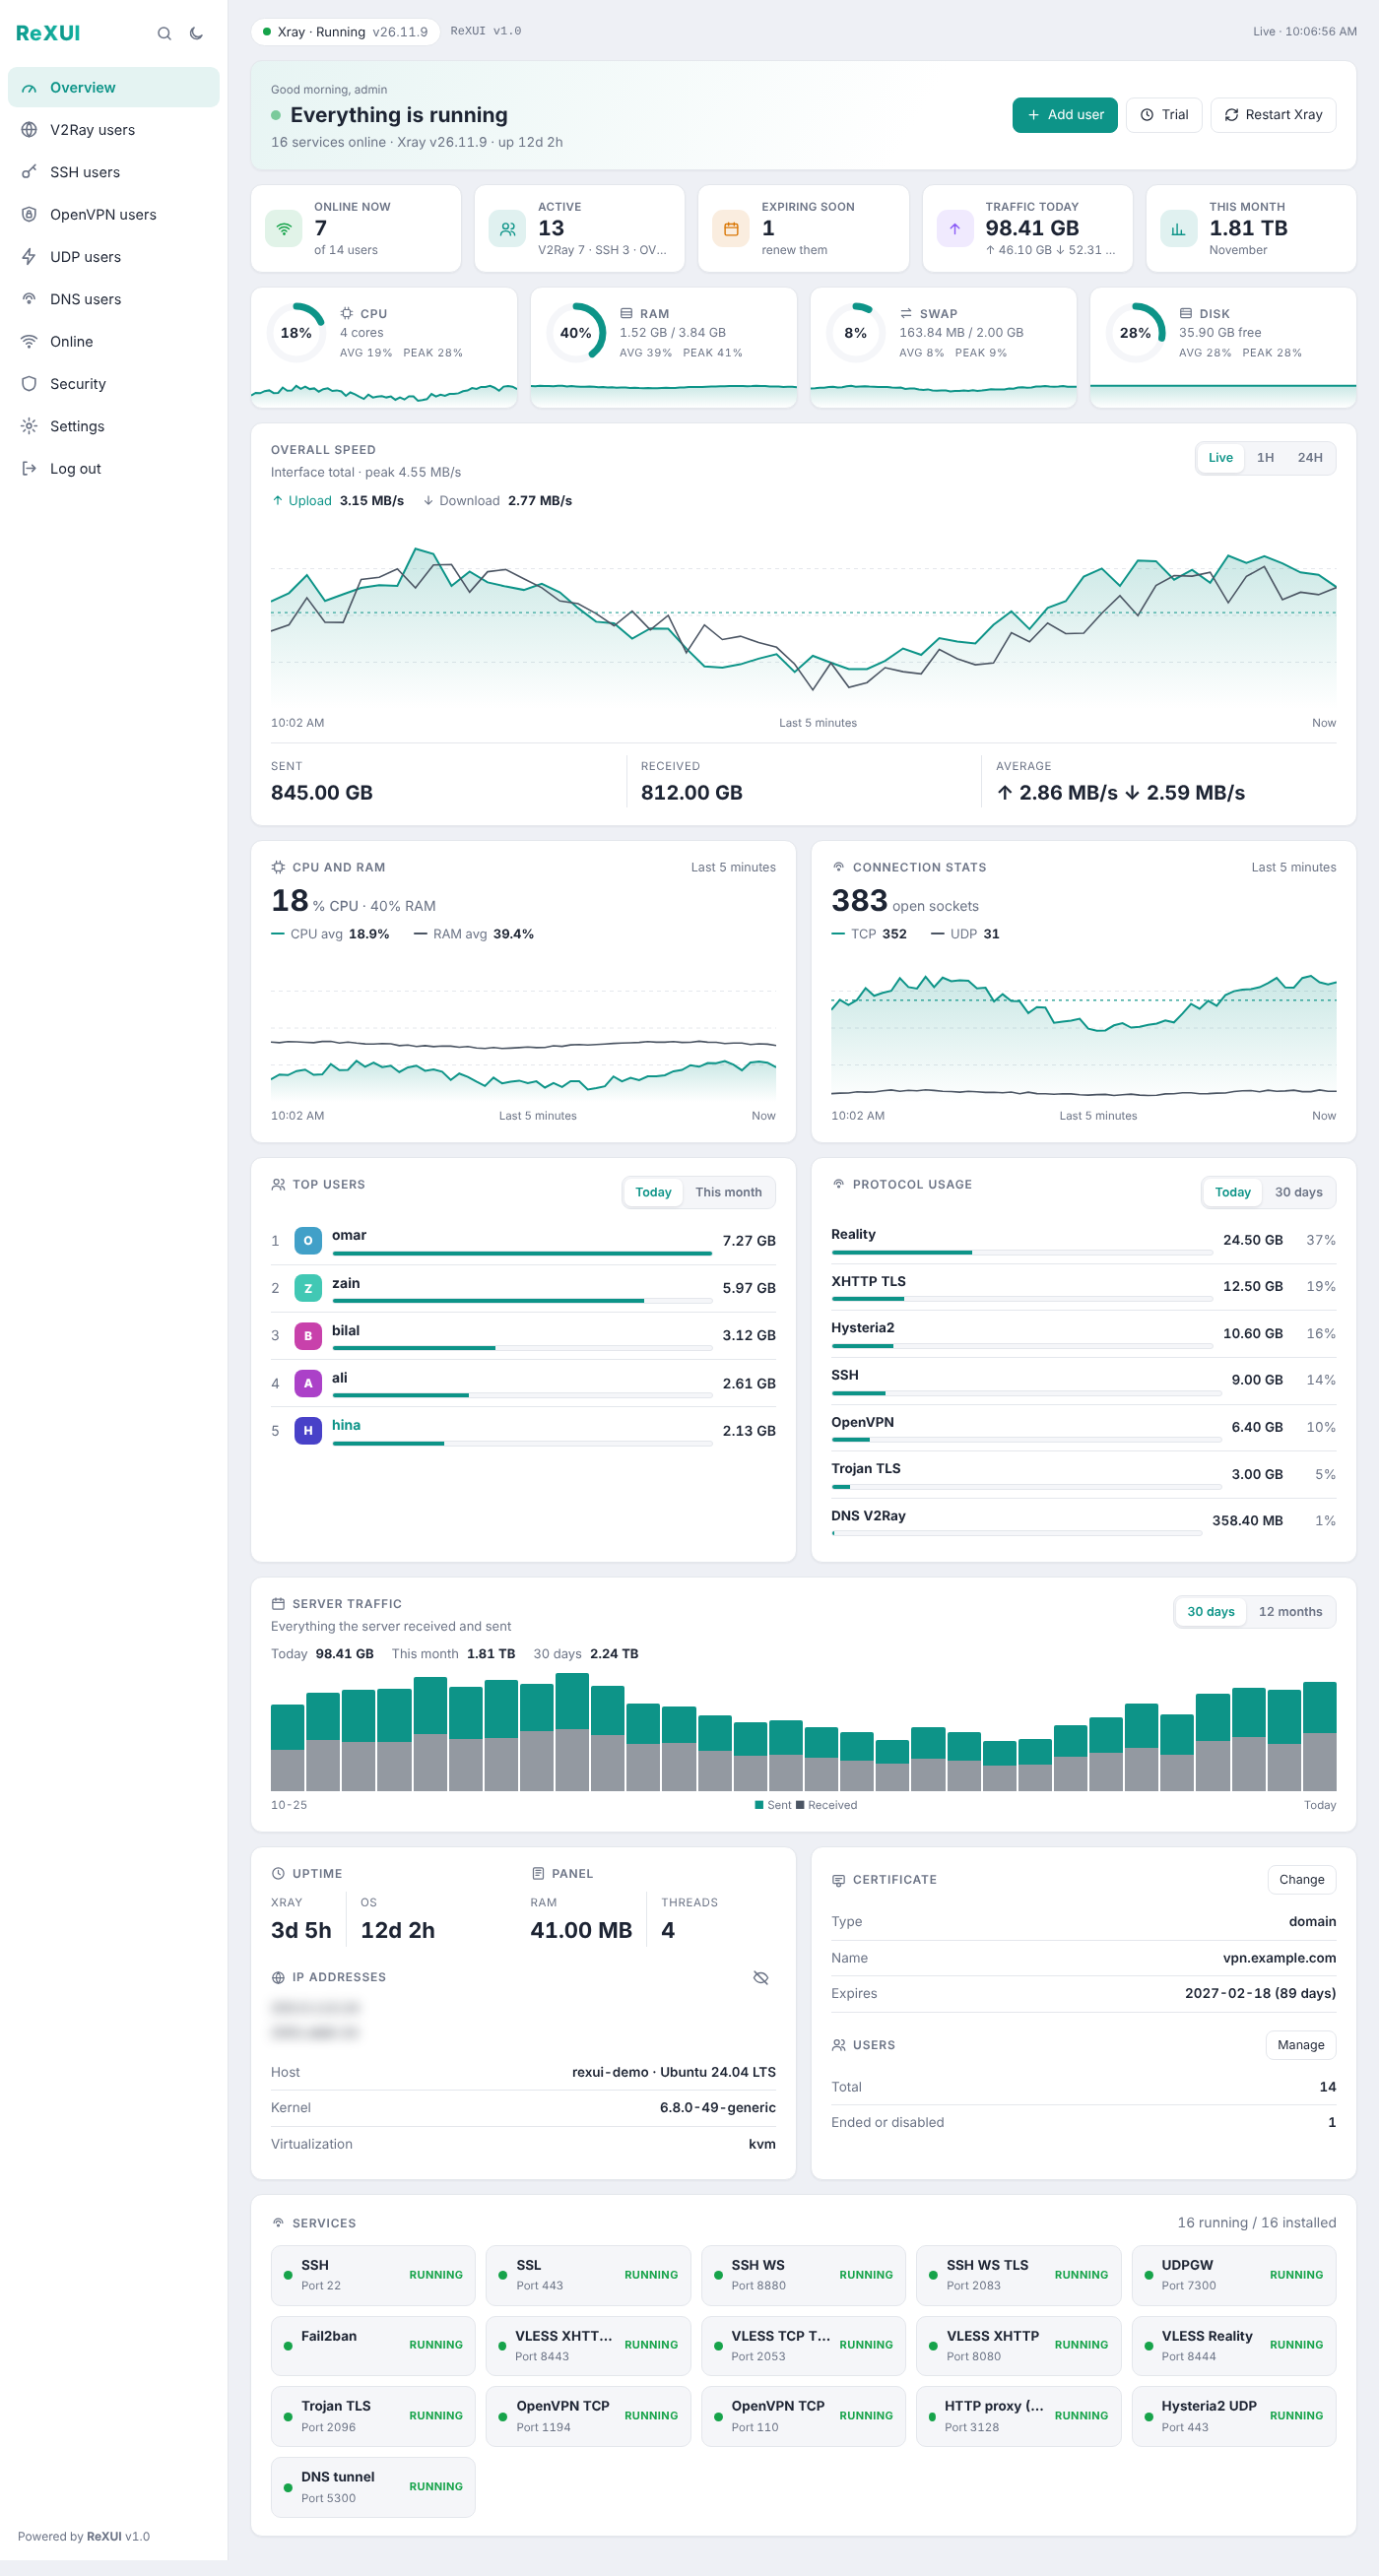 ReXUI
Overview
V2Ray users
SSH users
OpenVPN users
UDP users
DNS users
Online
Security
Settings
Log out
Powered by ReXUI v1.0
Xray · Running v26.11.9 ReXUI v1.0
Live · 10:06:56 AM
Good morning, admin
Everything is running
16 services online · Xray v26.11.9 · up 12d 2h
Add user
Trial
Restart Xray
ONLINE NOW
7
of 14 users
ACTIVE
13
V2Ray 7 · SSH 3 · OV…
EXPIRING SOON
1
renew them
TRAFFIC TODAY
98.41 GB
↑ 46.10 GB ↓ 52.31 …
THIS MONTH
1.81 TB
November
18%
CPU
4 cores
AVG 19% PEAK 28%
40%
RAM
1.52 GB / 3.84 GB
AVG 39% PEAK 41%
8%
SWAP
163.84 MB / 2.00 GB
AVG 8% PEAK 9%
28%
DISK
35.90 GB free
AVG 28% PEAK 28%
OVERALL SPEED
Interface total · peak 4.55 MB/s
Live 1H 24H
↑ Upload 3.15 MB/s ↓ Download 2.77 MB/s
10:02 AM Last 5 minutes Now
SENT
845.00 GB
RECEIVED
812.00 GB
AVERAGE
↑ 2.86 MB/s ↓ 2.59 MB/s
CPU AND RAM Last 5 minutes
18 % CPU · 40% RAM
CPU avg 18.9% RAM avg 39.4%
10:02 AM Last 5 minutes Now
CONNECTION STATS Last 5 minutes
383 open sockets
TCP 352 UDP 31
10:02 AM Last 5 minutes Now
TOP USERS Today This month
1 O omar 7.27 GB
2 Z zain 5.97 GB
3 B bilal 3.12 GB
4 A ali 2.61 GB
5 H hina 2.13 GB
PROTOCOL USAGE Today 30 days
Reality 24.50 GB 37%
XHTTP TLS 12.50 GB 19%
Hysteria2 10.60 GB 16%
SSH 9.00 GB 14%
OpenVPN 6.40 GB 10%
Trojan TLS 3.00 GB 5%
DNS V2Ray 358.40 MB 1%
SERVER TRAFFIC
Everything the server received and sent
30 days 12 months
Today 98.41 GB This month 1.81 TB 30 days 2.24 TB
10-25 Sent Received Today
UPTIME
XRAY
3d 5h
OS
12d 2h
PANEL
RAM
41.00 MB
THREADS
4
IP ADDRESSES
Host rexui-demo · Ubuntu 24.04 LTS
Kernel 6.8.0-49-generic
Virtualization kvm
CERTIFICATE Change
Type domain
Name vpn.example.com
Expires 2027-02-18 (89 days)
USERS Manage
Total 14
Ended or disabled 1
SERVICES 16 running / 16 installed
SSH
Port 22
RUNNING
SSL
Port 443
RUNNING
SSH WS
Port 8880
RUNNING
SSH WS TLS
Port 2083
RUNNING
UDPGW
Port 7300
RUNNING
Fail2ban
RUNNING
VLESS XHTT…
Port 8443
RUNNING
VLESS TCP T…
Port 2053
RUNNING
VLESS XHTTP
Port 8080
RUNNING
VLESS Reality
Port 8444
RUNNING
Trojan TLS
Port 2096
RUNNING
OpenVPN TCP
Port 1194
RUNNING
OpenVPN TCP
Port 110
RUNNING
HTTP proxy (…
Port 3128
RUNNING
Hysteria2 UDP
Port 443
RUNNING
DNS tunnel
Port 5300
RUNNING